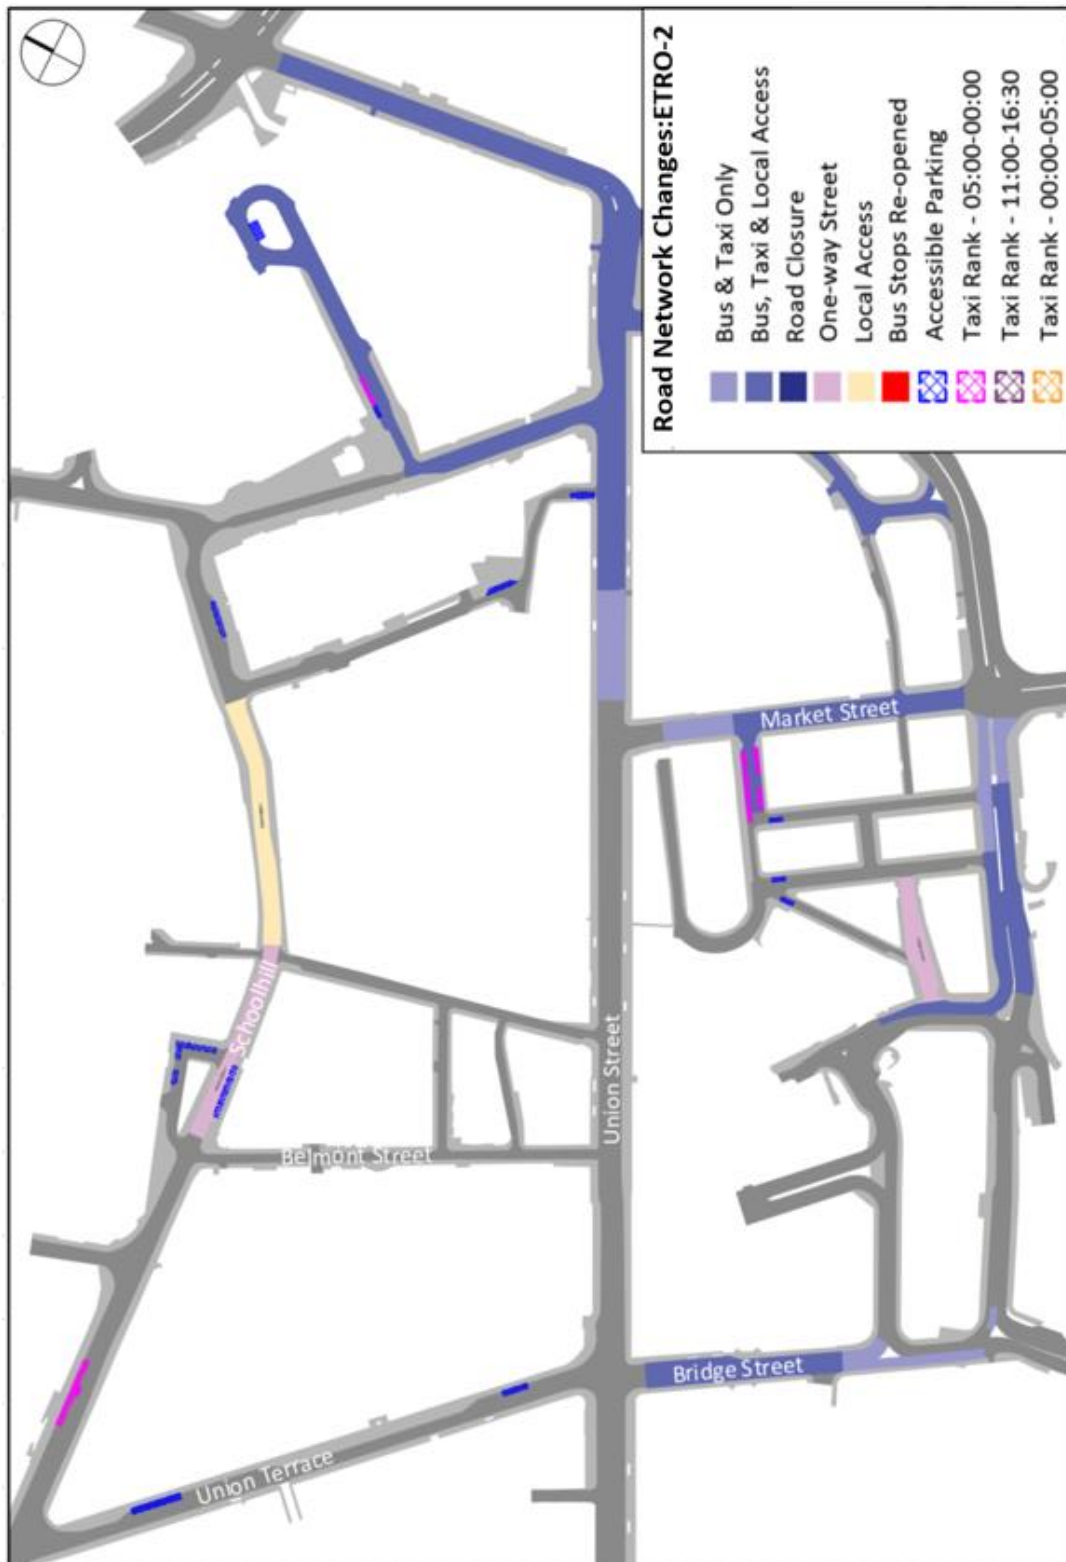 Road Network Changes:ETRO-2
Bus & Taxi Only
Bus, Taxi & Local Access
Road Closure
One-way Street
Local Access
Bus Stops Re-opened
Accessible Parking
Taxi Rank - 05:00-00:00
Taxi Rank - 11:00-16:30
Taxi Rank - 00:00-05:00
Market Street
Schoolhill
Union Street
Belmont Street
Bridge Street
Union Terrace